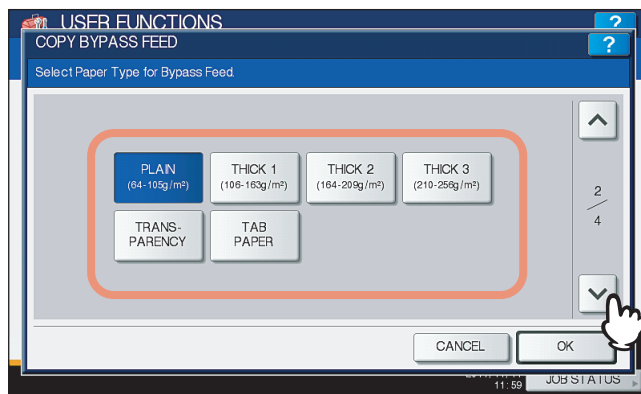 USER FUNCTIONS
?
COPY BYPASS FEED
?
Select Paper Type for Bypass Feed.
PLAIN
(64-105g/m²)
THICK 1
(106-163g/m²)
THICK 2
(164-209g/m²)
THICK 3
(210-256g/m²)
TRANS-
PARENCY
TAB
PAPER
2
4
CANCEL
OK
11:59
JOB STATUS